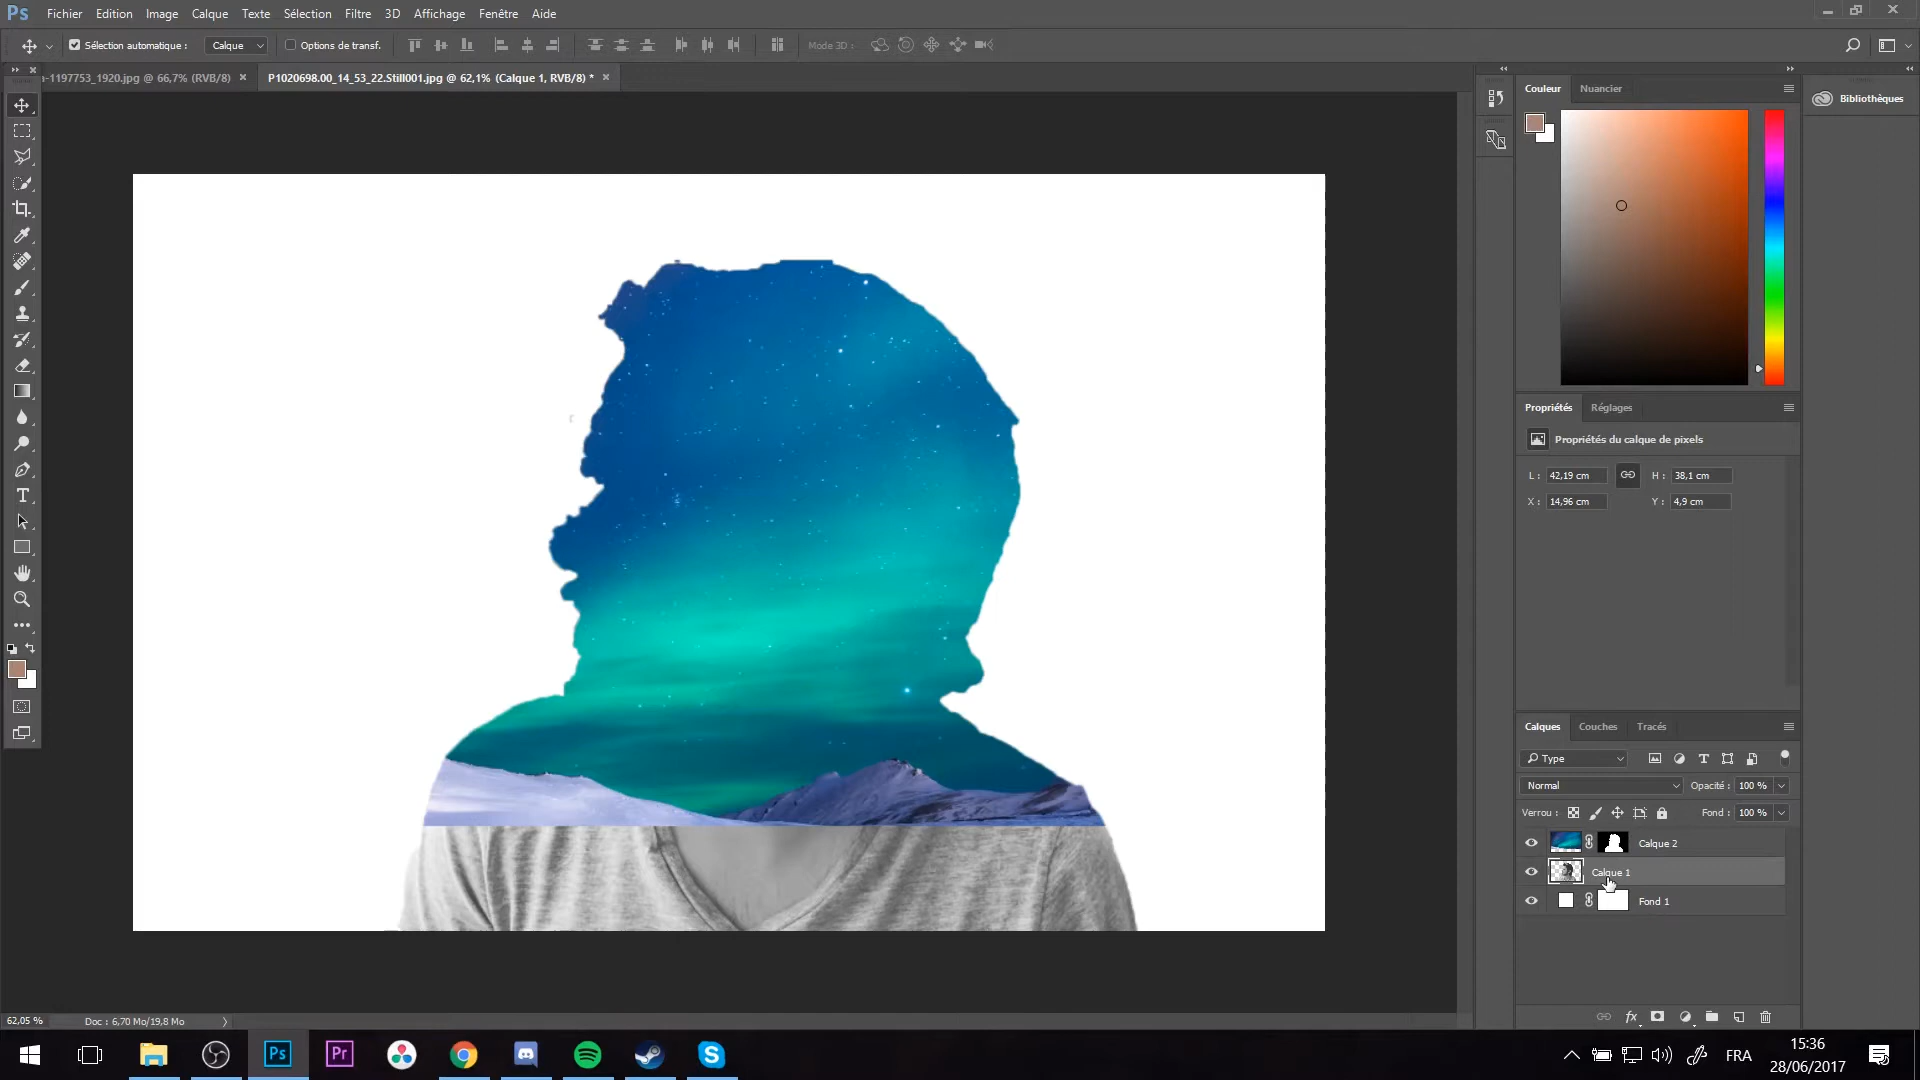 Ps Fichier Edition Image Calque Texte Sélection Filtre 3D Affichage Fenêtre Aide
Sélection automatique : Calque Options de transf. Mode 3D :
-1197753_1920.jpg @ 66,7% (RVB/8) × P1020698.00_14_53_22.Still001.jpg @ 62,1% (Calque 1, RVB/8) * ×
Couleur Nuancier
Bibliothèques
Propriétés Réglages
Propriétés du calque de pixels
L : 42,19 cm H : 38,1 cm
X : 14,96 cm Y : 4,9 cm
Calques Couches Tracés
Type
Normal Opacité : 100 %
Verrou : Fond : 100 %
Calque 2
Calque 1
Fond 1
fx
62,05 % Doc : 6,70 Mo/19,8 Mo
Ps Pr
FRA
15:36
28/06/2017